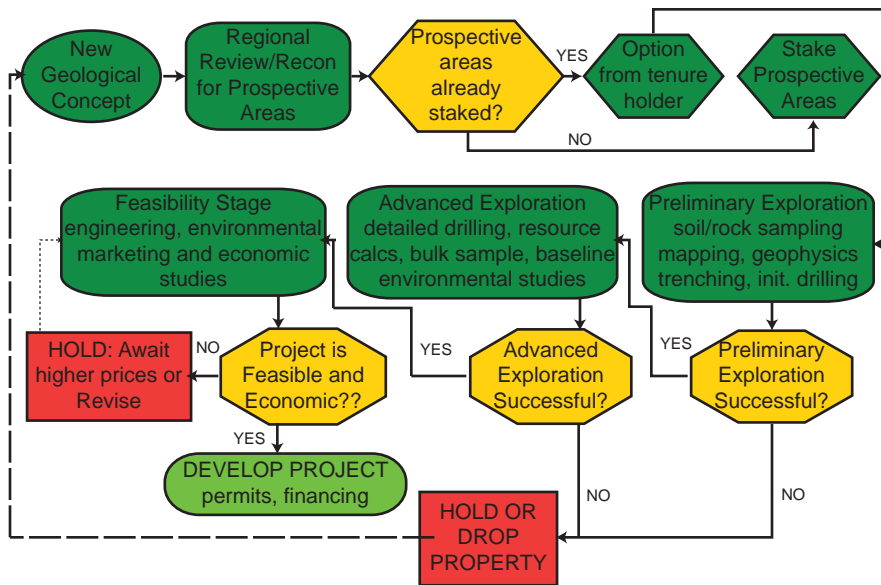 New
Geological
Concept
Regional
Review/Recon
for Prospective
Areas
Prospective
areas
already
staked?
YES
Option
from tenure
holder
Stake
Prospective
Areas
NO
Feasibility Stage
engineering, environmental
marketing and economic
studies
Advanced Exploration
detailed drilling, resource
calcs, bulk sample, baseline
environmental studies
Preliminary Exploration
soil/rock sampling
mapping, geophysics
trenching, init. drilling
HOLD: Await
higher prices or
Revise
NO
Project is
Feasible and
Economic??
YES
Advanced
Exploration
Successful?
YES
Preliminary
Exploration
Successful?
YES
DEVELOP PROJECT
permits, financing
NO
NO
HOLD OR
DROP
PROPERTY